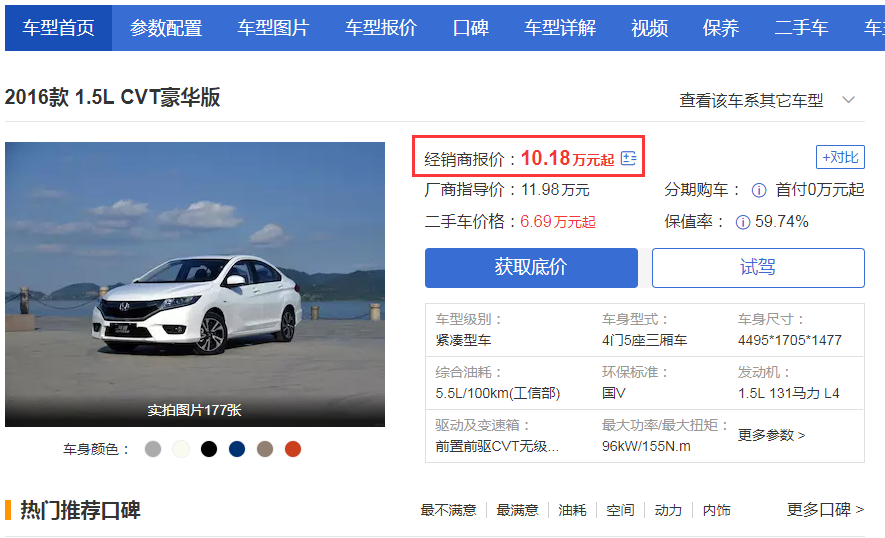 车型首页 参数配置 车型图片 车型报价 口碑 车型详解 视频 保养 二手车
2016款 1.5L CVT豪华版
查看该车系其它车型
经销商报价：10.18万元起
+对比
厂商指导价：11.98万元
分期购车： 首付0万元起
二手车价格：6.69万元起
保值率： 59.74%
获取底价
试驾
车型级别：
紧凑型车
车身型式：
4门5座三厢车
车身尺寸：
4495*1705*1477
综合油耗：
5.5L/100km(工信部)
环保标准：
国V
发动机：
1.5L 131马力 L4
驱动及变速箱：
前置前驱CVT无级...
最大功率/最大扭矩：
96kW/155N.m
更多参数 >
实拍图片177张
车身颜色：
热门推荐口碑
最不满意 最满意 油耗 空间 动力 内饰
更多口碑 >